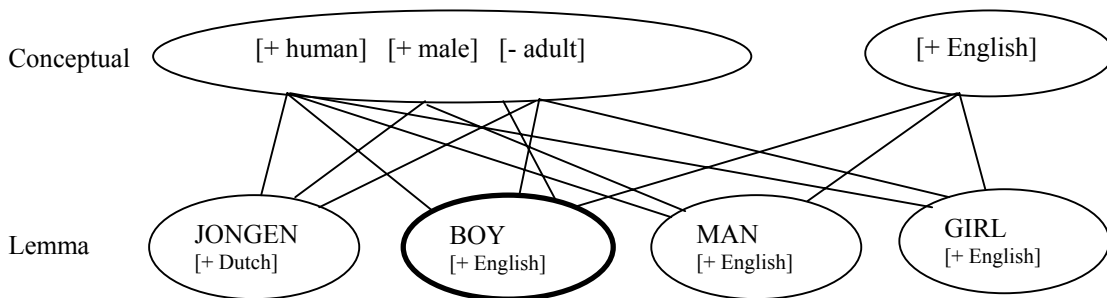 Conceptual [+ human] [+ male] [- adult] [+ English]
Lemma JONGEN BOY MAN GIRL
[+ Dutch] [+ English] [+ English] [+ English]